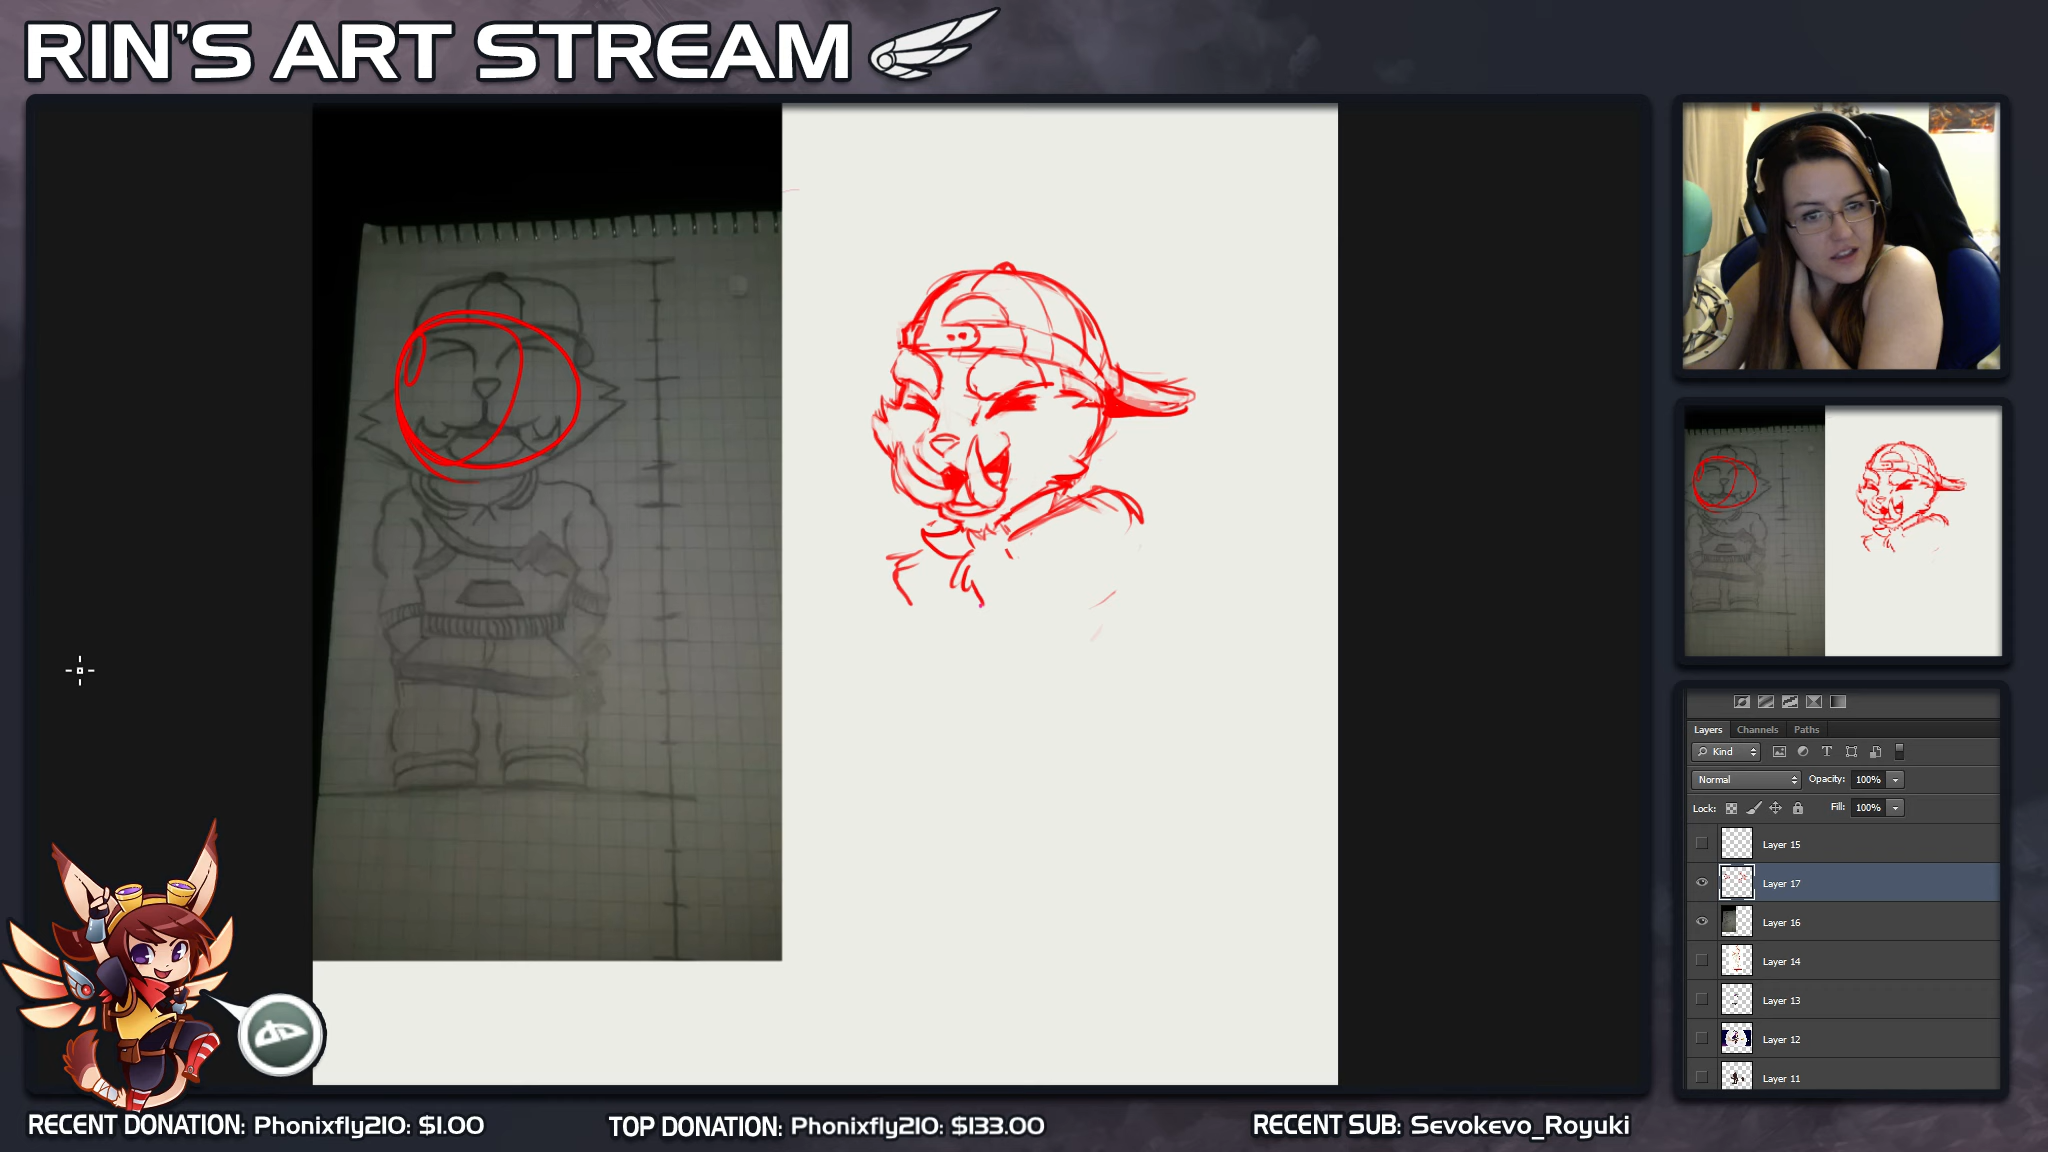 RIN'S ART STREAM
Layers Channels Paths
Kind
Normal Opacity: 100%
Lock: Fill: 100%
Layer 15
Layer 17
Layer 16
Layer 14
Layer 13
Layer 12
Layer 11
RECENT DONATION: Phonixfly210: $1.00
TOP DONATION: Phonixfly210: $133.00
RECENT SUB: Sevokevo_Royuki